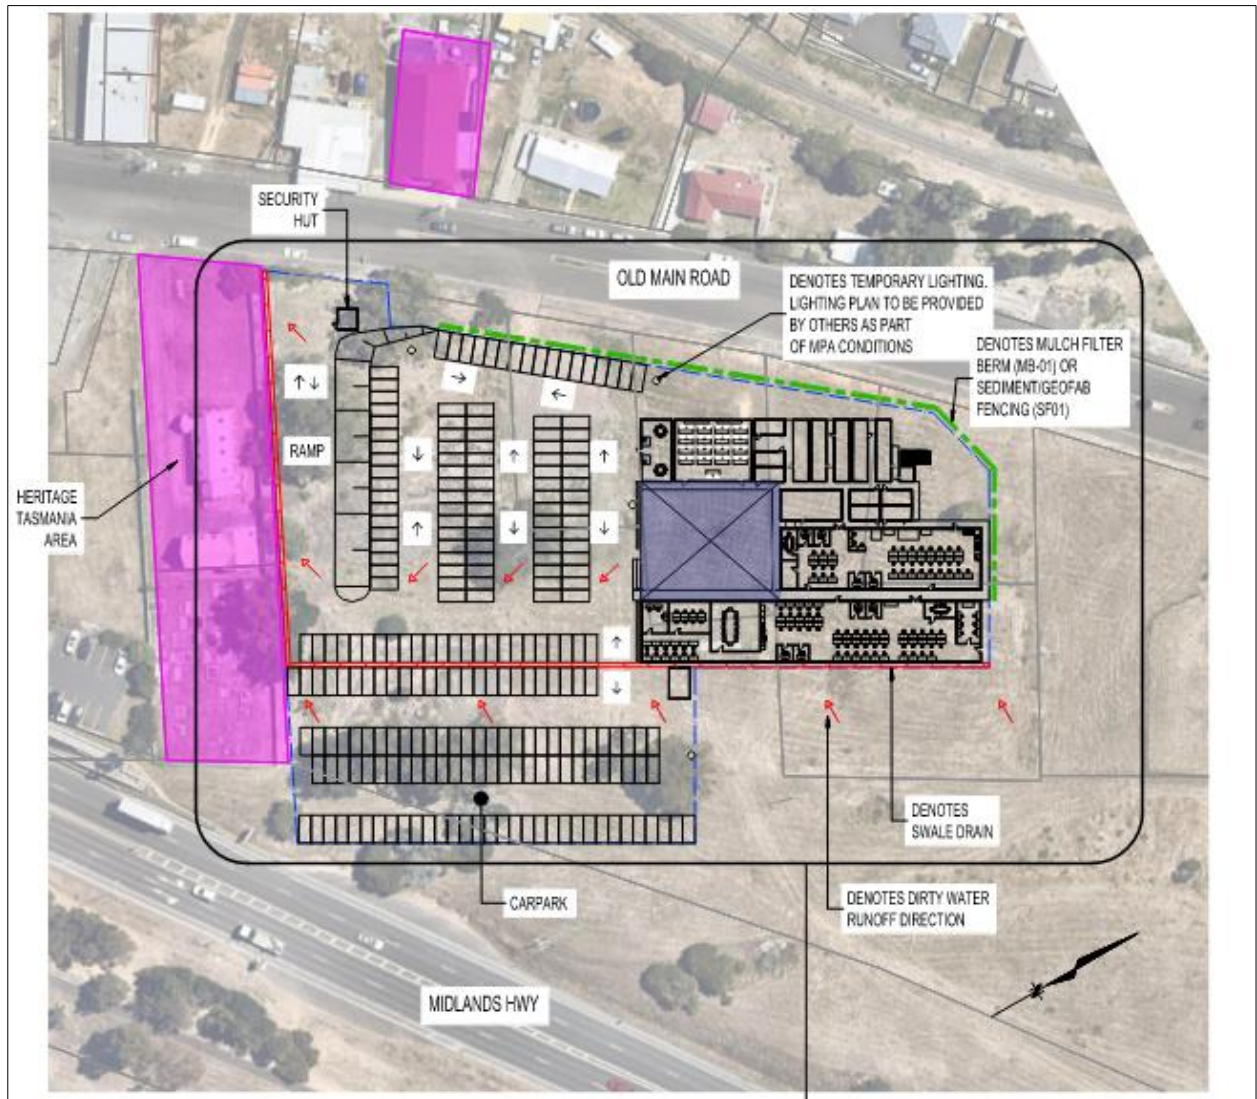 SECURITY
HUT
OLD MAIN ROAD
DENOTES TEMPORARY LIGHTING.
LIGHTING PLAN TO BE PROVIDED
BY OTHERS AS PART
OF MPA CONDITIONS
DENOTES MULCH FILTER
BERM (MB-01) OR
SEDIMENT/GEOFAB
FENCING (SF01)
RAMP
HERITAGE
TASMANIA
AREA
DENOTES
SWALE DRAIN
DENOTES DIRTY WATER
RUNOFF DIRECTION
CARPARK
MIDLANDS HWY